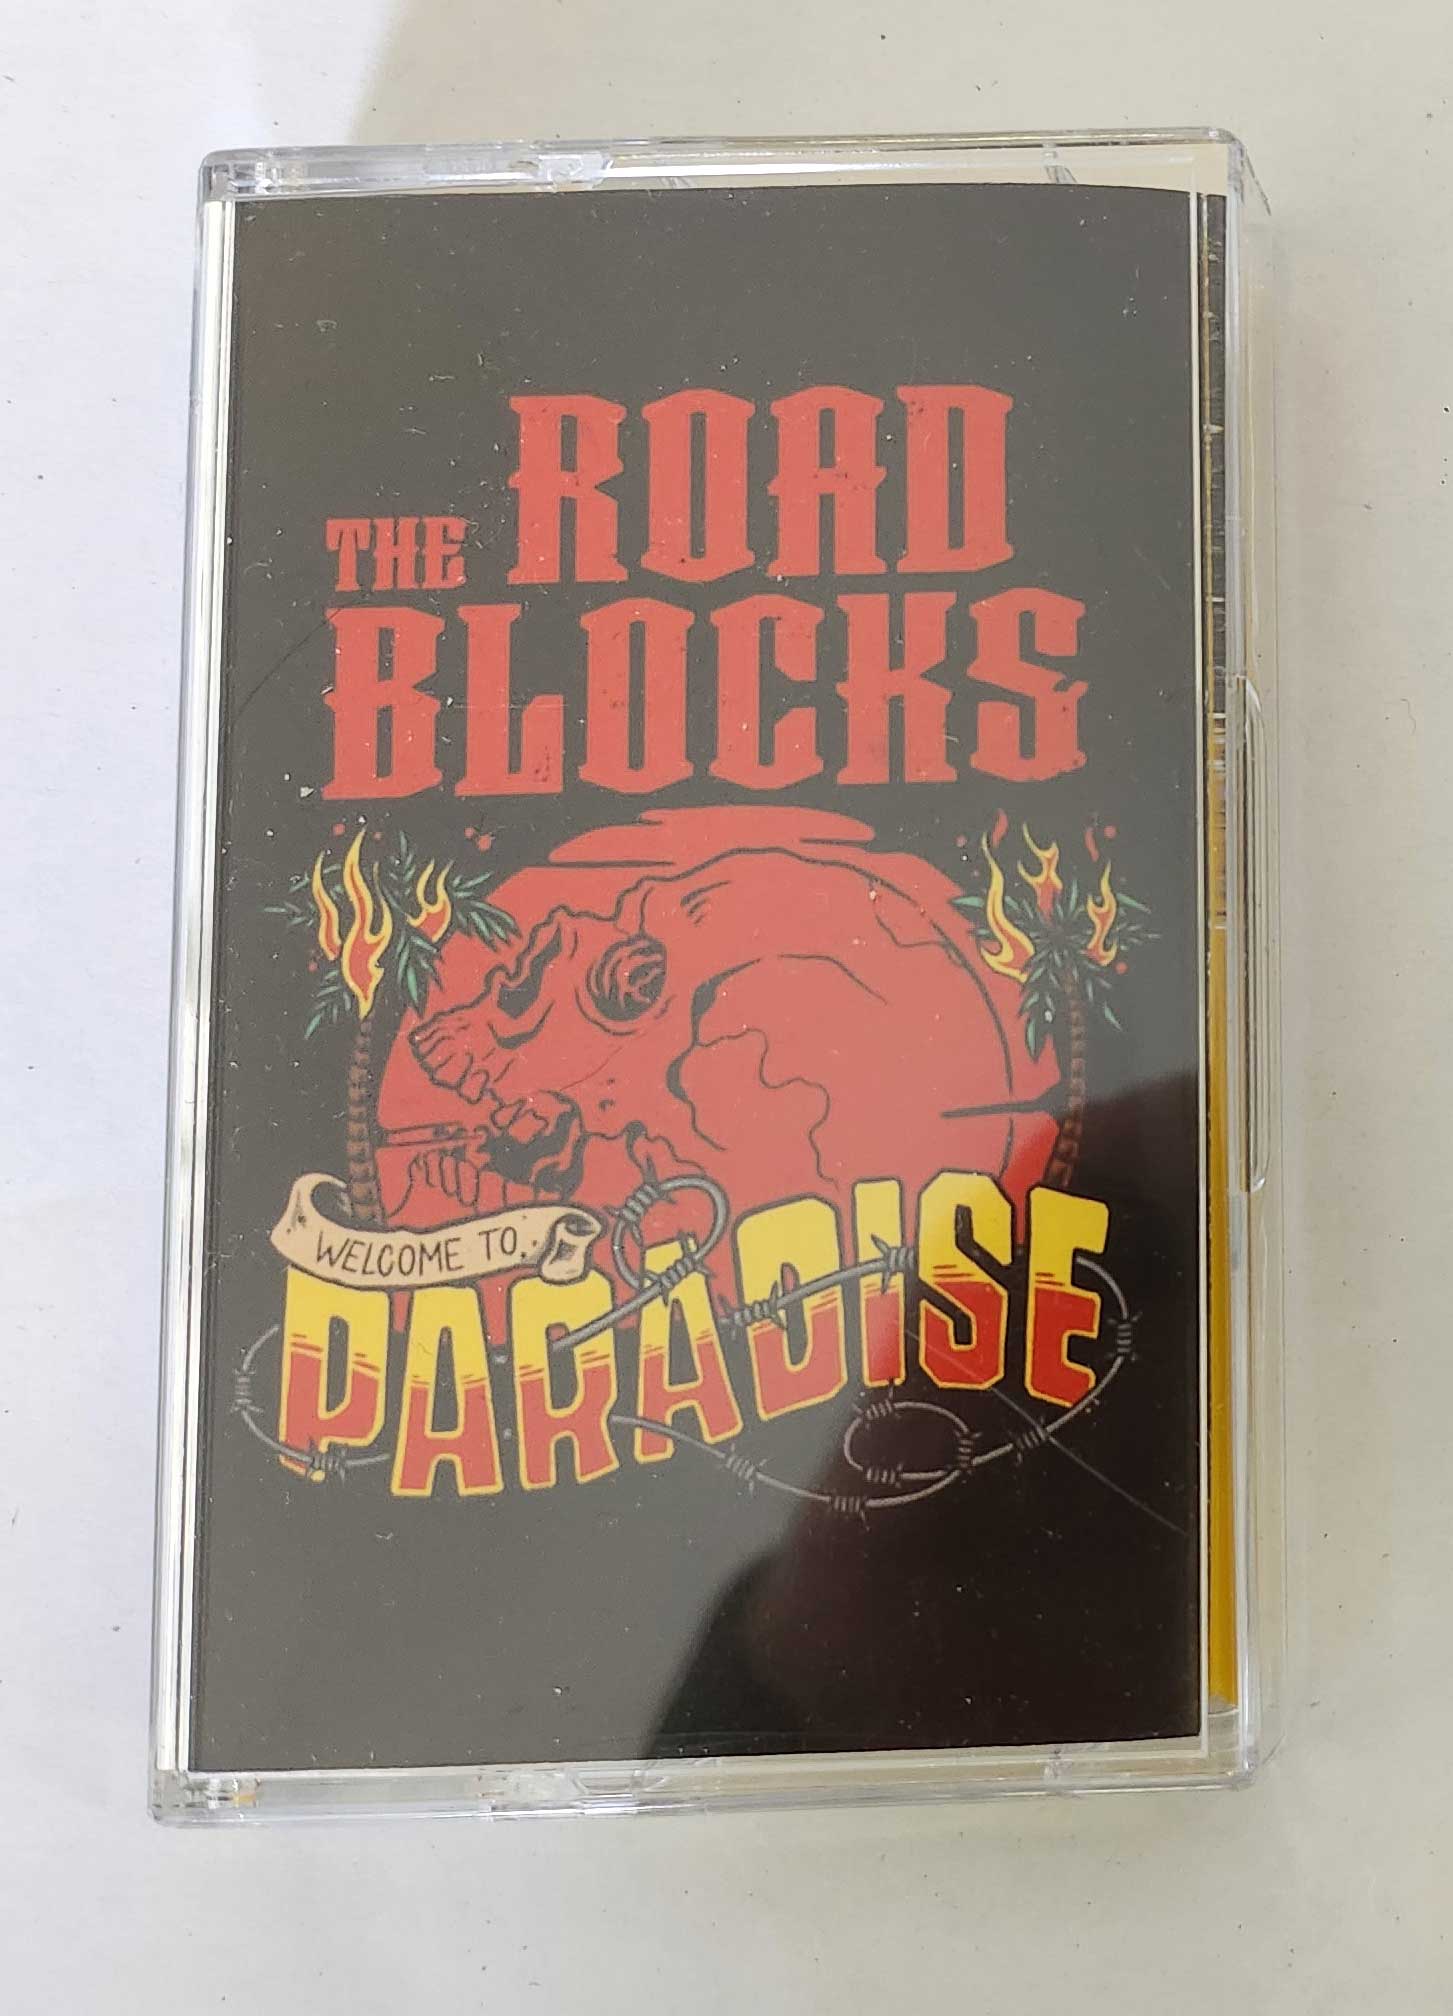 THE ROAD
BLOCKS
WELCOME TO...
PARADISE